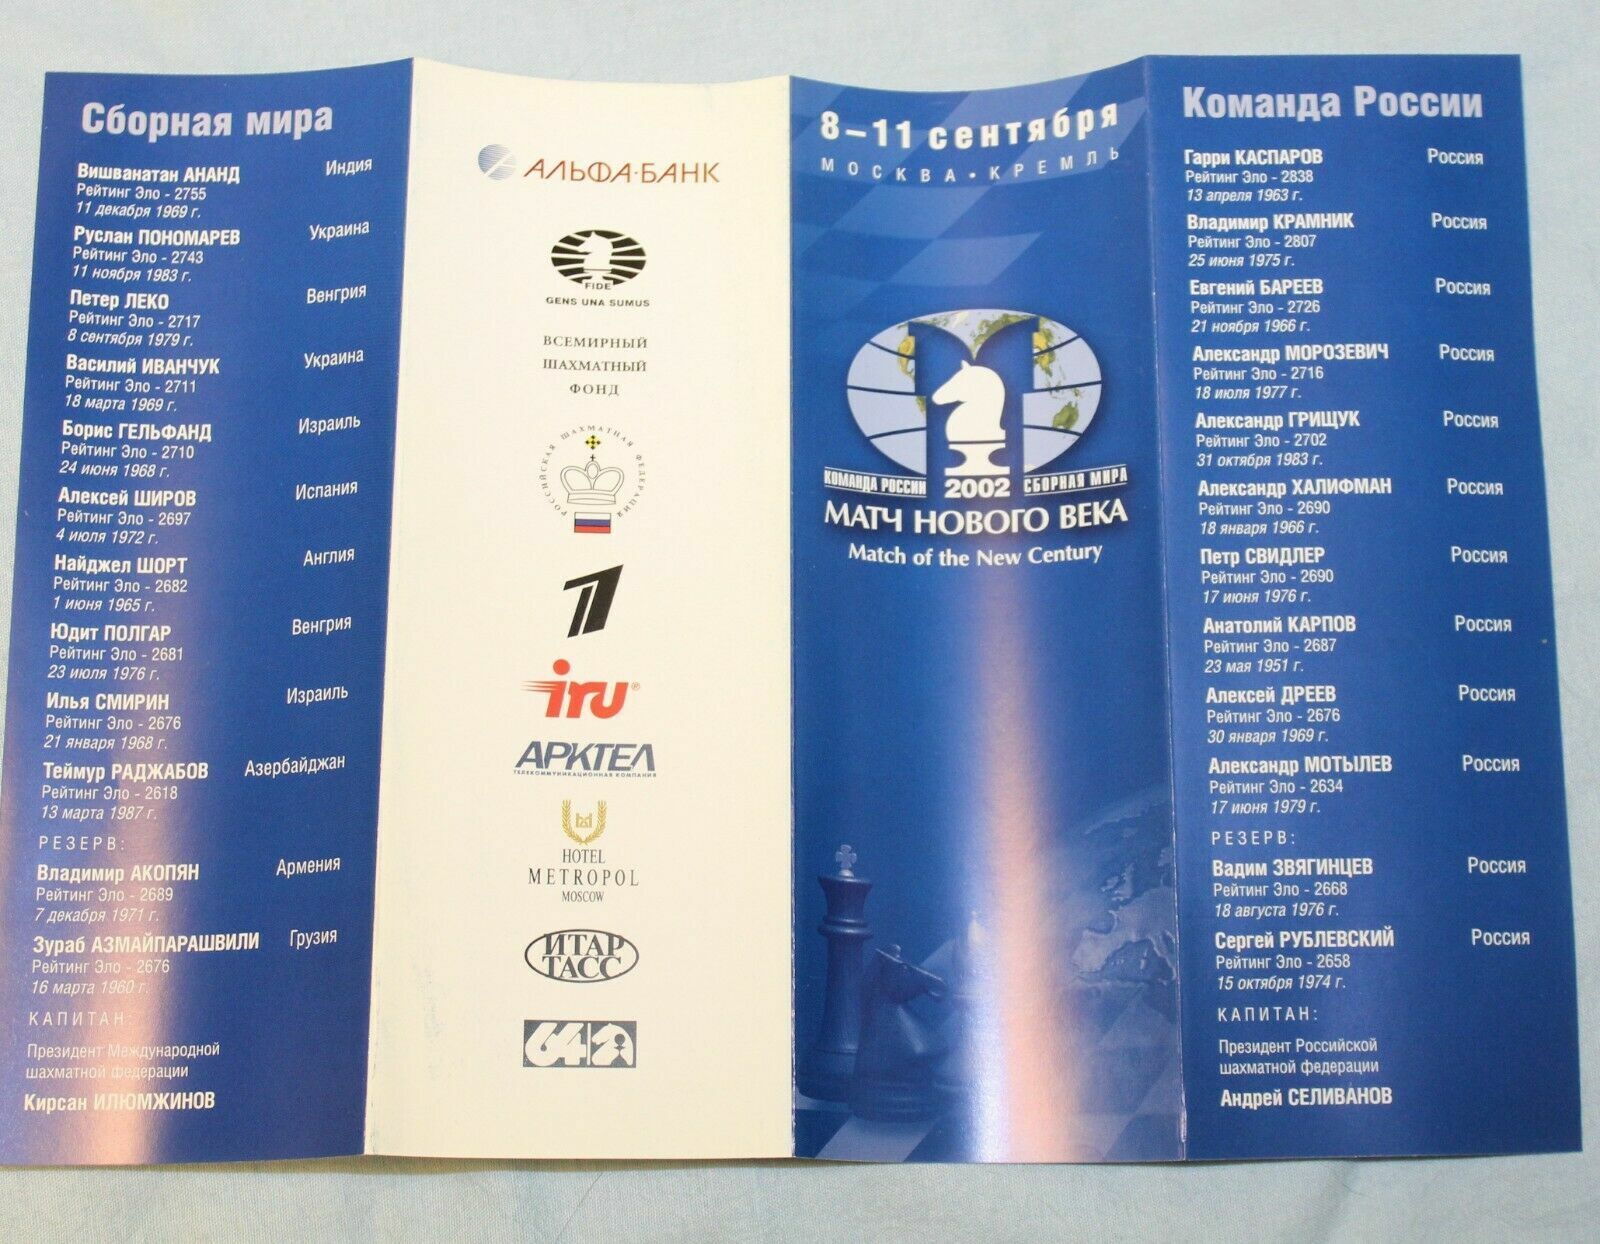 Сборная мира
Вишванатан АНАНД Индия
Рейтинг Эло - 2755
11 декабря 1969 г.
Руслан ПОНОМАРЕВ Украина
Рейтинг Эло - 2743
11 ноября 1983 г.
Петер ЛЕКО Венгрия
Рейтинг Эло - 2717
8 сентября 1979 г.
Василий ИВАНЧУК Украина
Рейтинг Эло - 2711
18 марта 1969 г.
Борис ГЕЛЬФАНД Израиль
Рейтинг Эло - 2710
24 июня 1968 г.
Алексей ШИРОВ Испания
Рейтинг Эло - 2697
4 июля 1972 г.
Найджел ШОРТ Англия
Рейтинг Эло - 2682
1 июня 1965 г.
Юдит ПОЛГАР Венгрия
Рейтинг Эло - 2681
23 июля 1976 г.
Илья СМИРИН Израиль
Рейтинг Эло - 2676
21 января 1968 г.
Теймур РАДЖАБОВ Азербайджан
Рейтинг Эло - 2618
13 марта 1987 г.
РЕЗЕРВ:
Владимир АКОПЯН Армения
Рейтинг Эло - 2689
7 декабря 1971 г.
Зураб АЗМАЙПАРАШВИЛИ Грузия
Рейтинг Эло - 2676
16 марта 1960 г.
КАПИТАН:
Президент Международной
шахматной федерации
Кирсан ИЛЮМЖИНОВ
АЛЬФА·БАНК
FIDE
GENS UNA SUMUS
ВСЕМИРНЫЙ
ШАХМАТНЫЙ
ФОНД
РОССИЙСКАЯ ШАХМАТНАЯ ФЕДЕРАЦИЯ
1
iru®
АРКТЕЛ
ТЕЛЕКОММУНИКАЦИОННАЯ КОМПАНИЯ
M
HOTEL
METROPOL
MOSCOW
ИТАР
ТАСС
64
8–11 сентября
МОСКВА • КРЕМЛЬ
КОМАНДА РОССИИ 2002 СБОРНАЯ МИРА
МАТЧ НОВОГО ВЕКА
Match of the New Century
Команда России
Гарри КАСПАРОВ Россия
Рейтинг Эло - 2838
13 апреля 1963 г.
Владимир КРАМНИК Россия
Рейтинг Эло - 2807
25 июня 1975 г.
Евгений БАРЕЕВ Россия
Рейтинг Эло - 2726
21 ноября 1966 г.
Александр МОРОЗЕВИЧ Россия
Рейтинг Эло - 2716
18 июля 1977 г.
Александр ГРИЩУК Россия
Рейтинг Эло - 2702
31 октября 1983 г.
Александр ХАЛИФМАН Россия
Рейтинг Эло - 2690
18 января 1966 г.
Петр СВИДЛЕР Россия
Рейтинг Эло - 2690
17 июня 1976 г.
Анатолий КАРПОВ Россия
Рейтинг Эло - 2687
23 мая 1951 г.
Алексей ДРЕЕВ Россия
Рейтинг Эло - 2676
30 января 1969 г.
Александр МОТЫЛЕВ Россия
Рейтинг Эло - 2634
17 июня 1979 г.
РЕЗЕРВ:
Вадим ЗВЯГИНЦЕВ Россия
Рейтинг Эло - 2668
18 августа 1976 г.
Сергей РУБЛЕВСКИЙ Россия
Рейтинг Эло - 2658
15 октября 1974 г.
КАПИТАН:
Президент Российской
шахматной федерации
Андрей СЕЛИВАНОВ